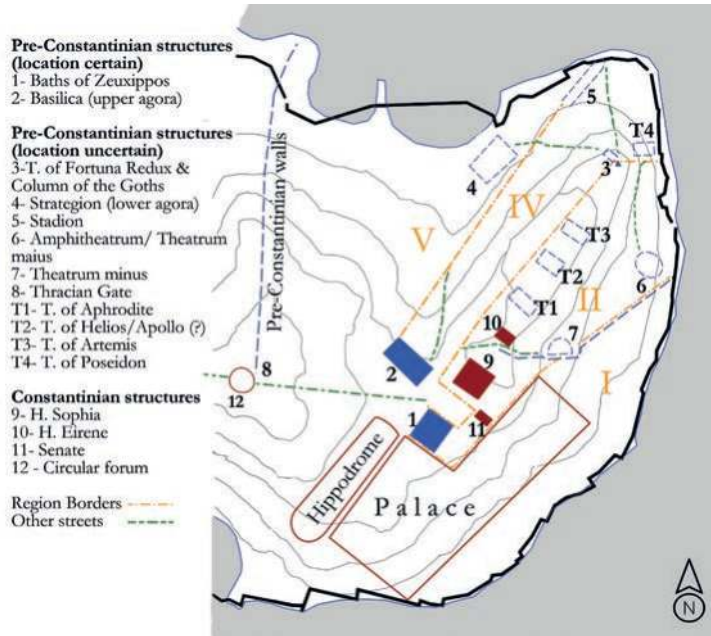 Pre-Constantinian structures
(location certain)
1- Baths of Zeuxippos
2- Basilica (upper agora)
Pre-Constantinian structures
(location uncertain)
3-T. of Fortuna Redux &
Column of the Goths
4- Strategion (lower agora)
5- Stadion
6- Amphitheatrum/ Theatrum
maius
7- Theatrum minus
8- Thracian Gate
T1- T. of Aphrodite
T2- T. of Helios/Apollo (?)
T3- T. of Artemis
T4- T. of Poseidon
Constantinian structures
9- H. Sophia
10- H. Eirene
11- Senate
12 - Circular forum
Region Borders
Other streets
Pre-Constantinian walls
5
T4
3
4
IV
V
T3
T2
6
II
T1
10
7
2
9
8
I
12
1
11
Hippodrome
Palace
N